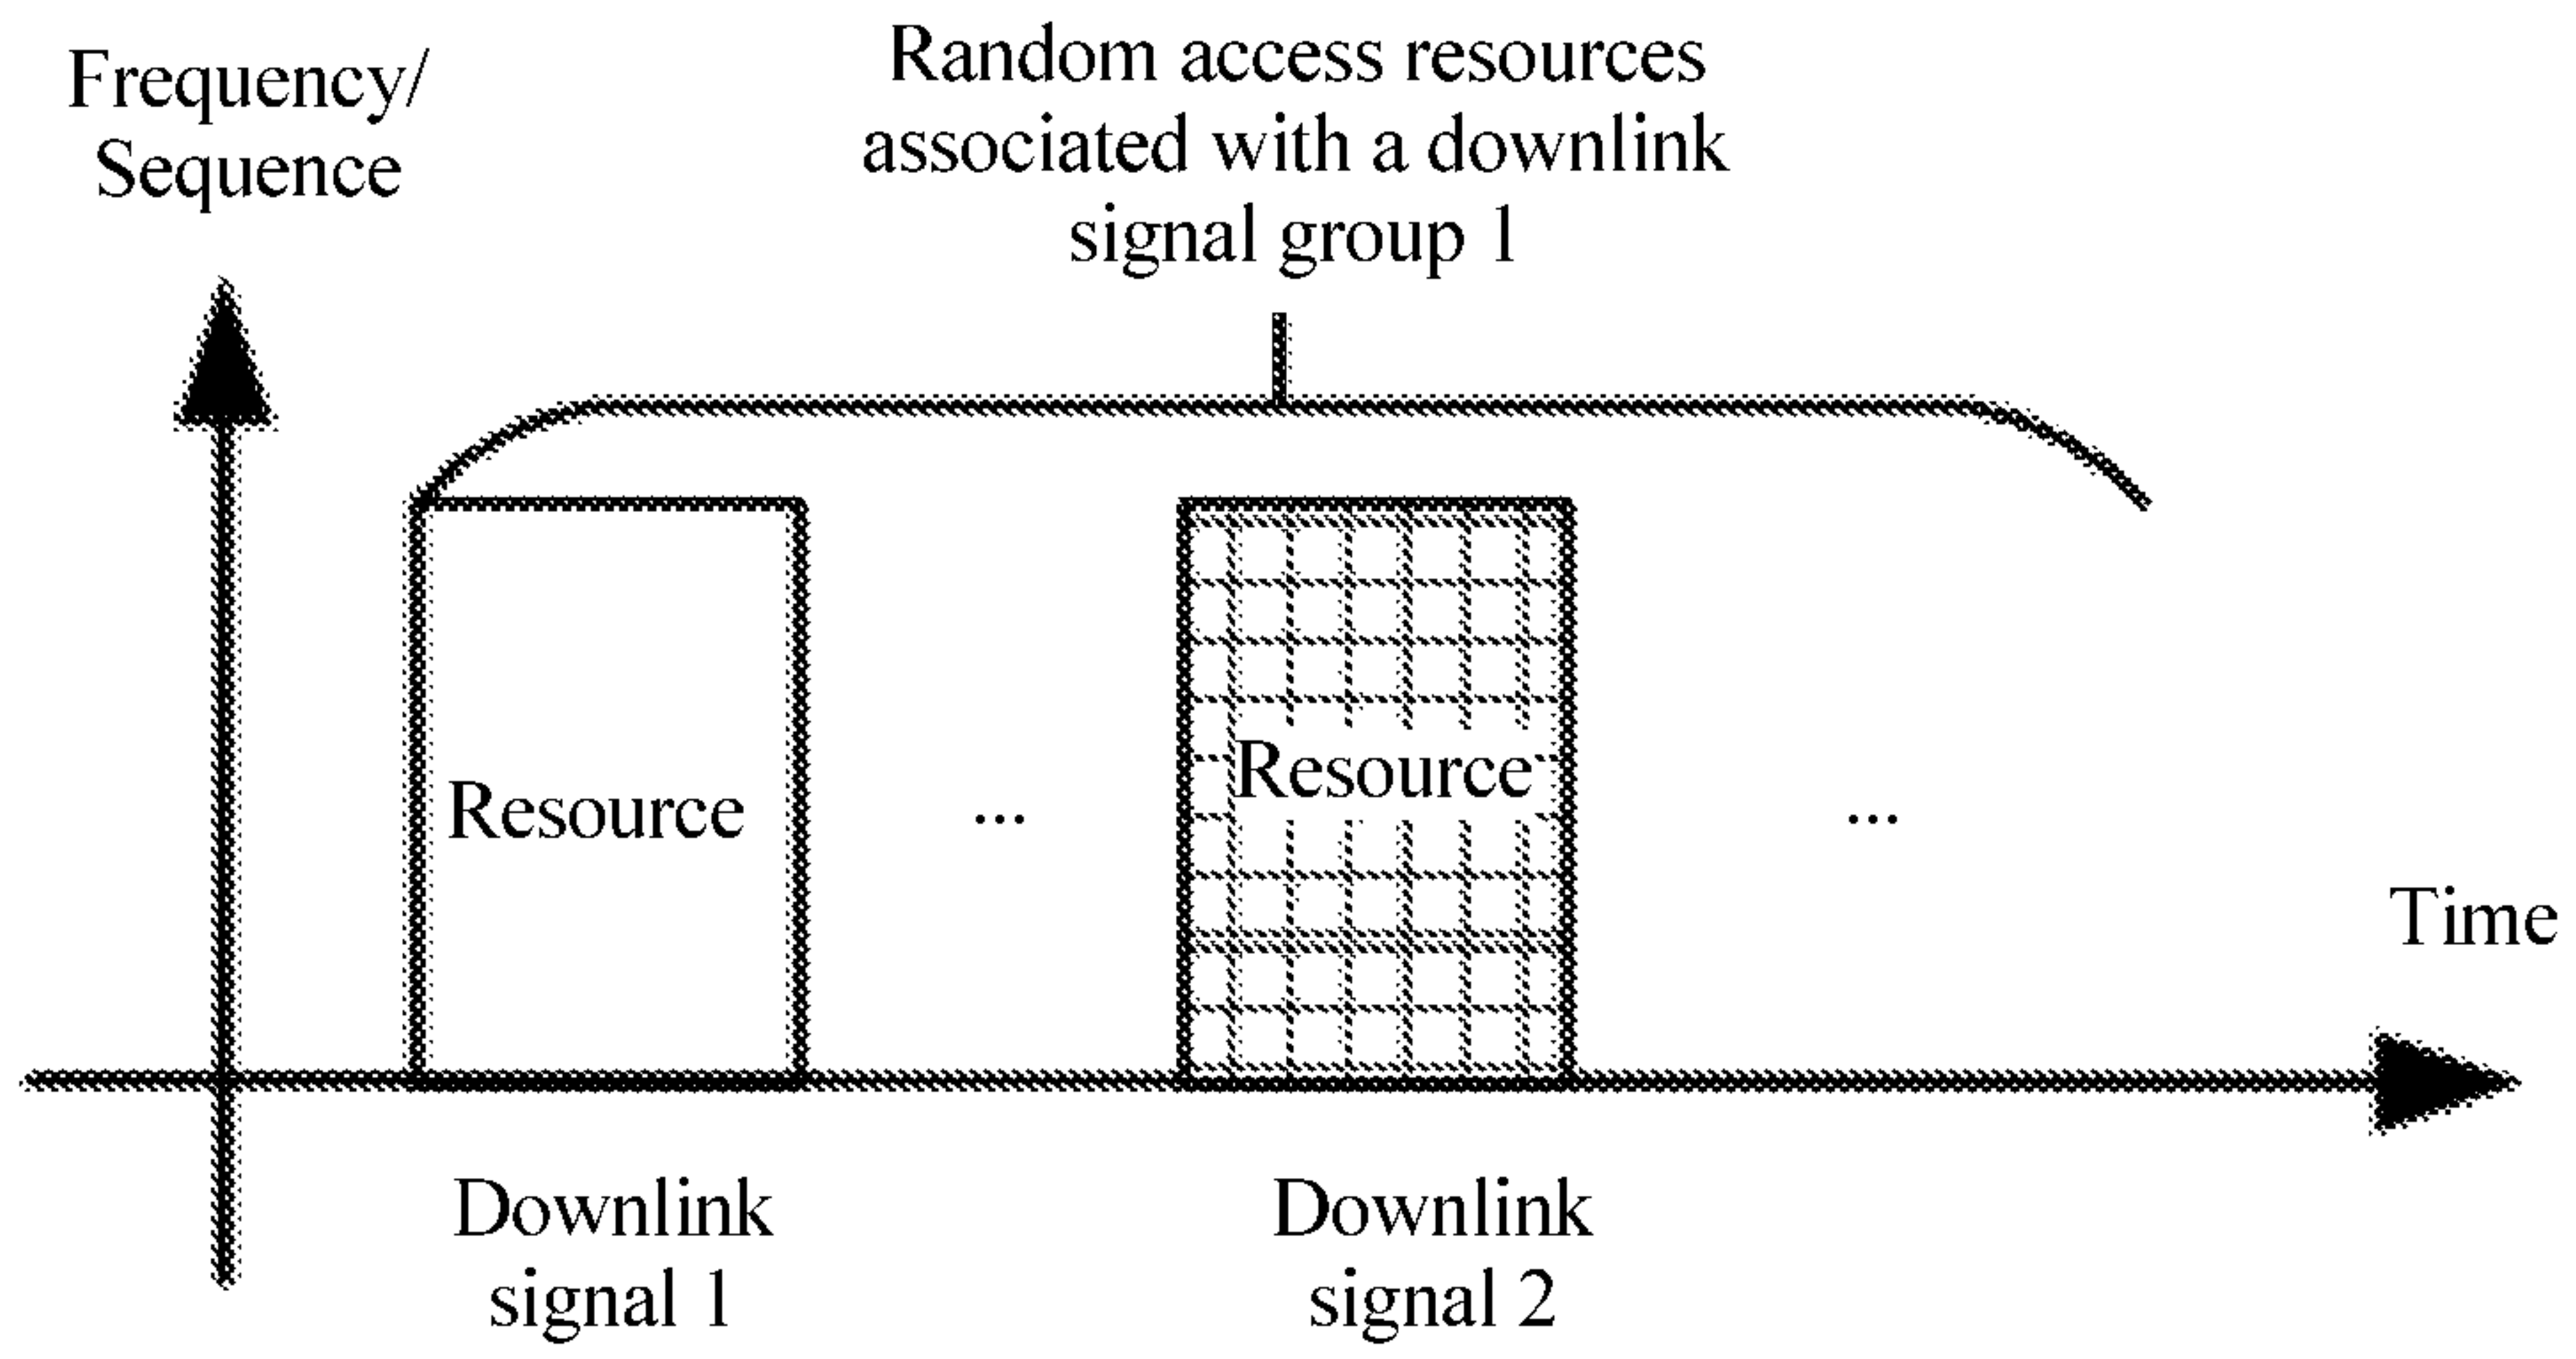 Frequency/
Sequence
Random access resources
associated with a downlink
signal group 1
Resource
...
Resource
...
Time
Downlink
signal 1
Downlink
signal 2